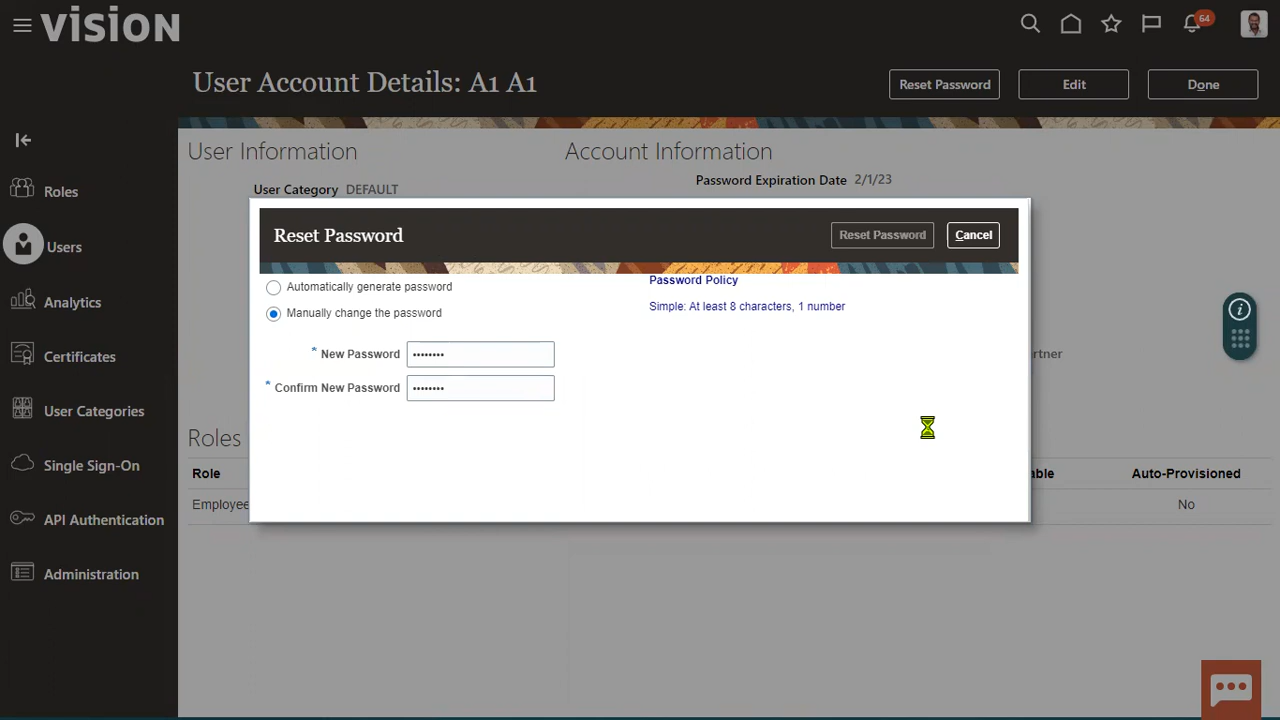 VISION
64
User Account Details: A1 A1
Reset Password
Edit
Done
User Information
Account Information
User Category DEFAULT
Password Expiration Date 2/1/23
Roles
Users
Analytics
Certificates
User Categories
Single Sign-On
API Authentication
Administration
Reset Password
Reset Password
Cancel
Automatically generate password
Manually change the password
* New Password ••••••••
* Confirm New Password ••••••••
Password Policy
Simple: At least 8 characters, 1 number
Roles
Role
Auto-Provisioned
Employee
No